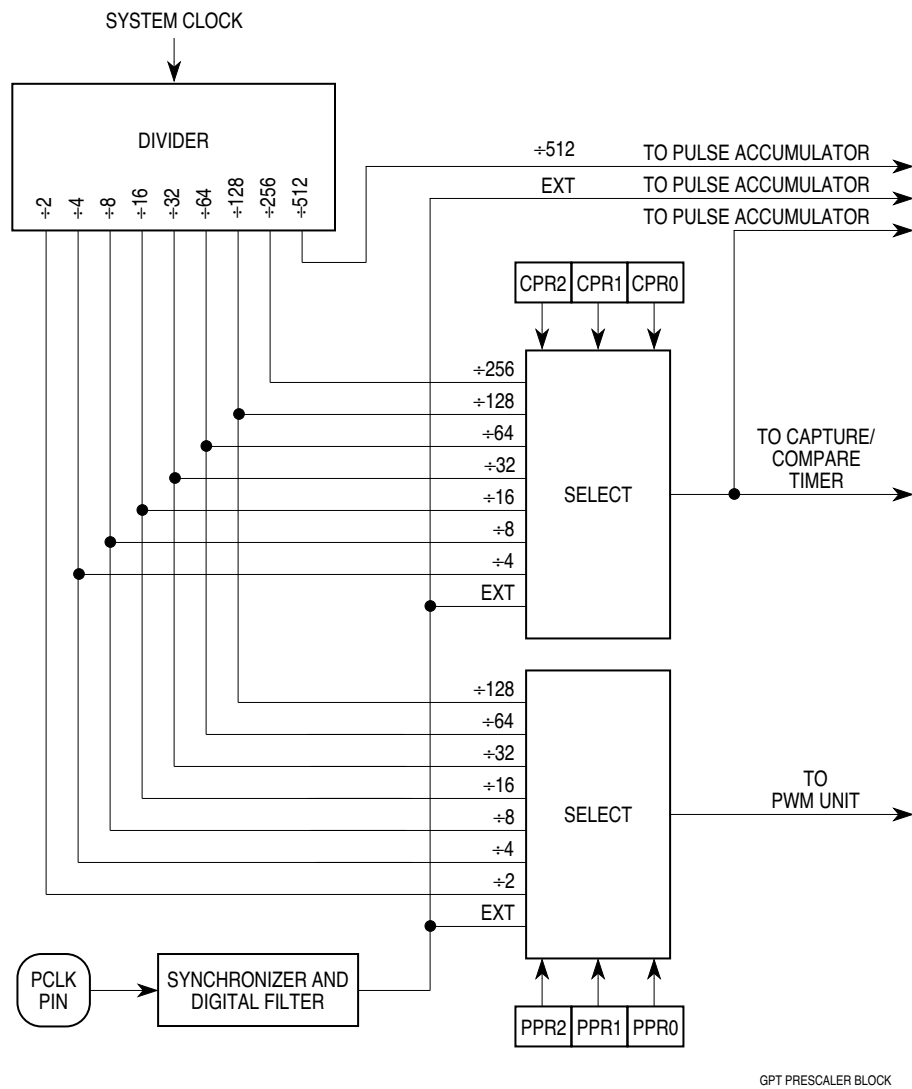 SYSTEM CLOCK
DIVIDER
÷2
÷4
÷8
÷16
÷32
÷64
÷128
÷256
÷512
÷512
TO PULSE ACCUMULATOR
EXT
TO PULSE ACCUMULATOR
TO PULSE ACCUMULATOR
CPR2
CPR1
CPR0
÷256
÷128
÷64
÷32
÷16
÷8
÷4
EXT
SELECT
TO CAPTURE/
COMPARE
TIMER
÷128
÷64
÷32
÷16
÷8
÷4
÷2
EXT
SELECT
TO
PWM UNIT
PCLK
PIN
SYNCHRONIZER AND
DIGITAL FILTER
PPR2
PPR1
PPR0
GPT PRESCALER BLOCK